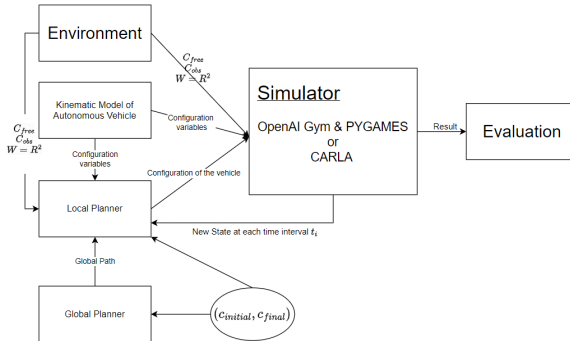 Environment
C_free
C_obs
W = R²
Simulator
OpenAI Gym & PYGAMES
or
CARLA
Result
Evaluation
Kinematic Model of
Autonomous Vehicle
Configuration
variables
C_free
C_obs
W = R²
Configuration
variables
Configuration of the vehicle
Local Planner
New State at each time interval t_i
Global Path
Global Planner
(c_initial, c_final)